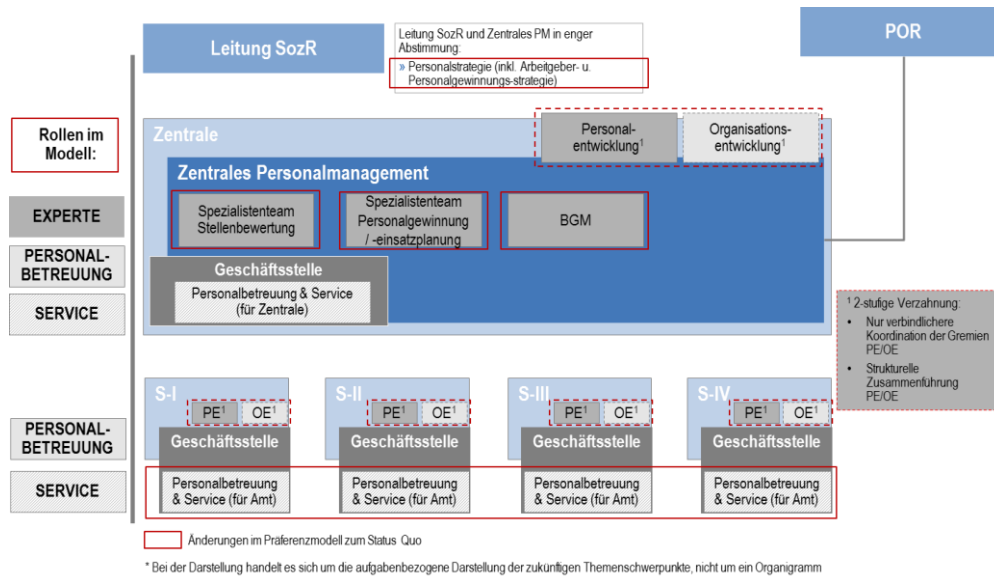 Leitung SozR
Leitung SozR und Zentrales PM in enger
Abstimmung:
» Personalstrategie (inkl. Arbeitgeber- u.
Personalgewinnungs-strategie)
POR
Rollen im
Modell:
Zentrale
Personal-
entwicklung¹
Organisations-
entwicklung¹
Zentrales Personalmanagement
Spezialistenteam
Stellenbewertung
Spezialistenteam
Personalgewinnung
/ -einsatzplanung
BGM
EXPERTE
PERSONAL-
BETREUUNG
SERVICE
Geschäftsstelle
Personalbetreuung & Service
(für Zentrale)
¹ 2-stufige Verzahnung:
• Nur verbindlichere
Koordination der Gremien
PE/OE
• Strukturelle
Zusammenführung
PE/OE
S-I
PE¹
OE¹
S-II
PE¹
OE¹
S-III
PE¹
OE¹
S-IV
PE¹
OE¹
PERSONAL-
BETREUUNG
Geschäftsstelle
Geschäftsstelle
Geschäftsstelle
Geschäftsstelle
SERVICE
Personalbetreuung
& Service (für Amt)
Personalbetreuung
& Service (für Amt)
Personalbetreuung
& Service (für Amt)
Personalbetreuung
& Service (für Amt)
Änderungen im Präferenzmodell zum Status Quo
* Bei der Darstellung handelt es sich um die aufgabenbezogene Darstellung der zukünftigen Themenschwerpunkte, nicht um ein Organigramm